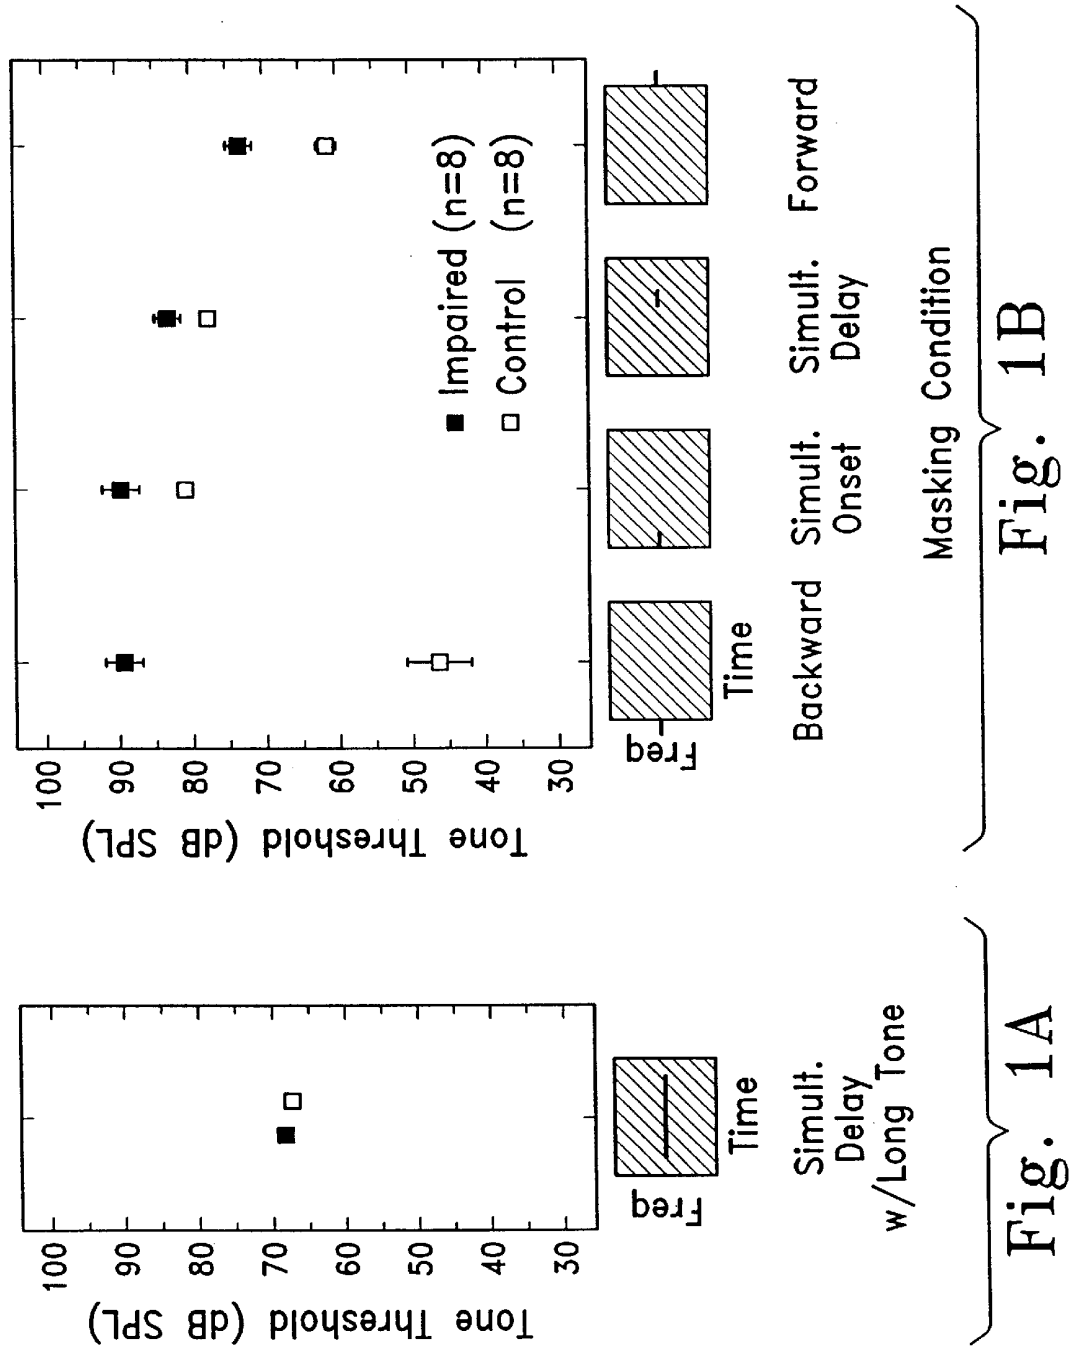 Tone Threshold (dB SPL)
100
90
80
70
60
50
40
30
Freq
Time
Simult.
Delay
w/Long Tone
Fig. 1A
Tone Threshold (dB SPL)
100
90
80
70
60
50
40
30
Impaired (n=8)
Control (n=8)
Freq
Time
Backward
Simult.
Onset
Simult.
Delay
Forward
Masking Condition
Fig. 1B